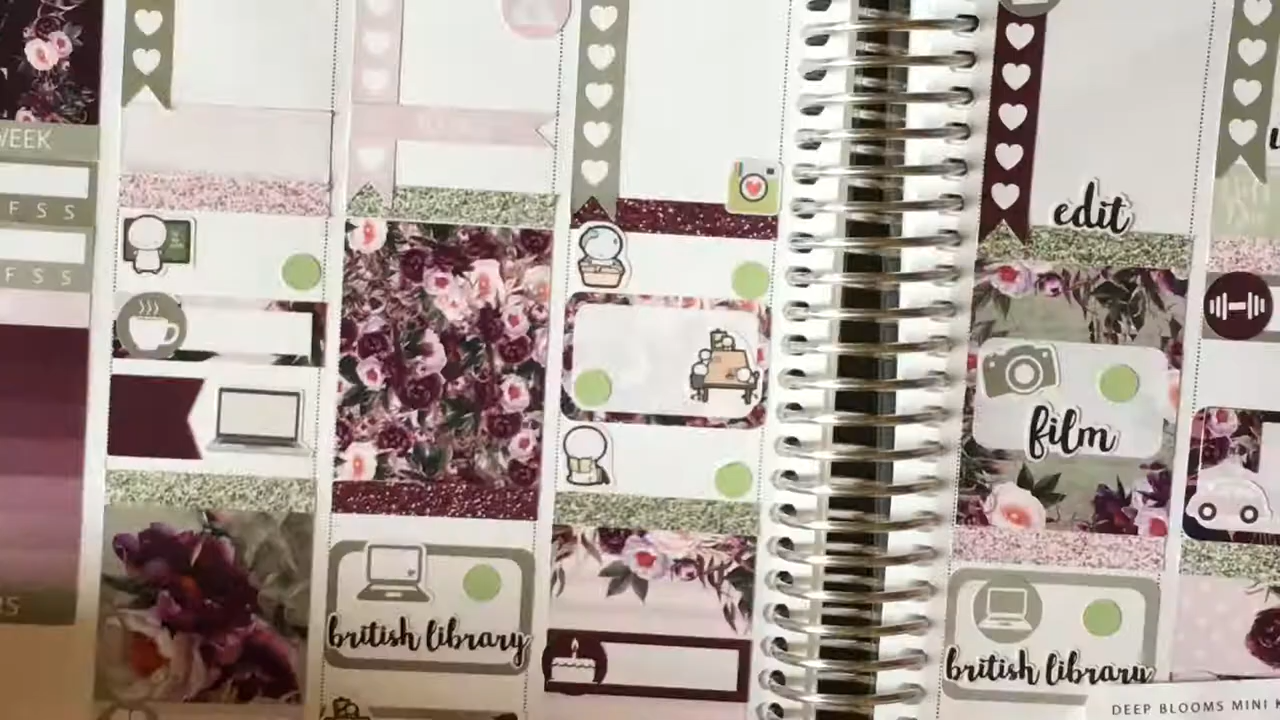 WEEK
F S S
F S S
edit
film
british library
british library
DEEP BLOOMS MINI K